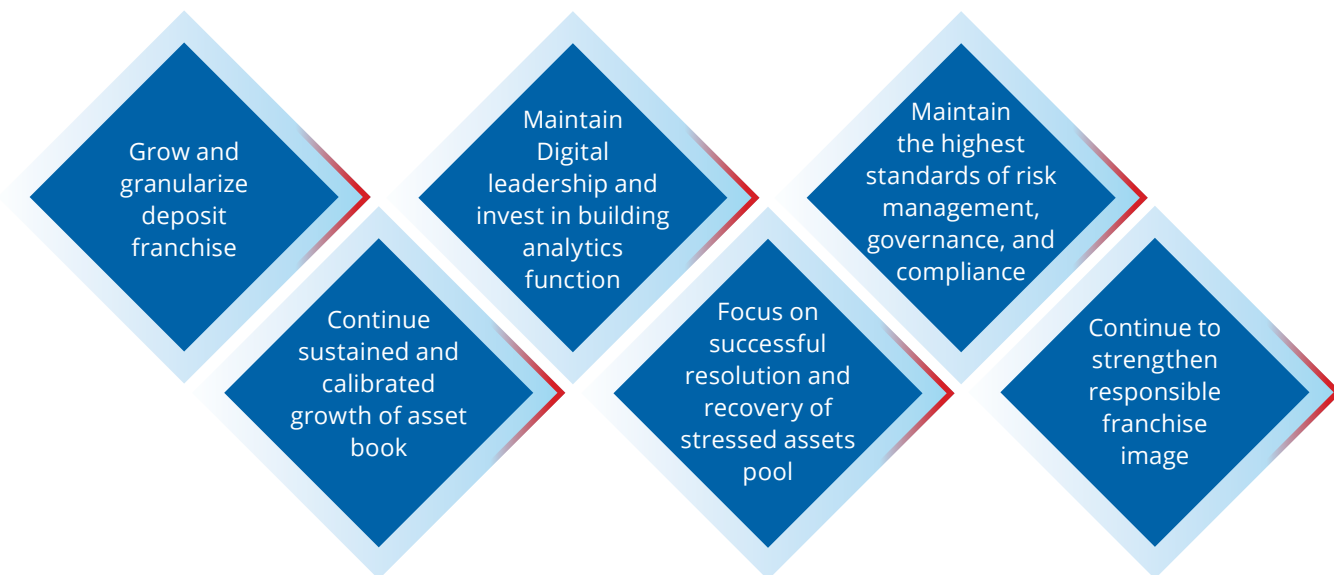 Grow and
granularize
deposit
franchise
Continue
sustained and
calibrated
growth of asset
book
Maintain
Digital
leadership and
invest in building
analytics
function
Focus on
successful
resolution and
recovery of
stressed assets
pool
Maintain
the highest
standards of risk
management,
governance, and
compliance
Continue to
strengthen
responsible
franchise
image